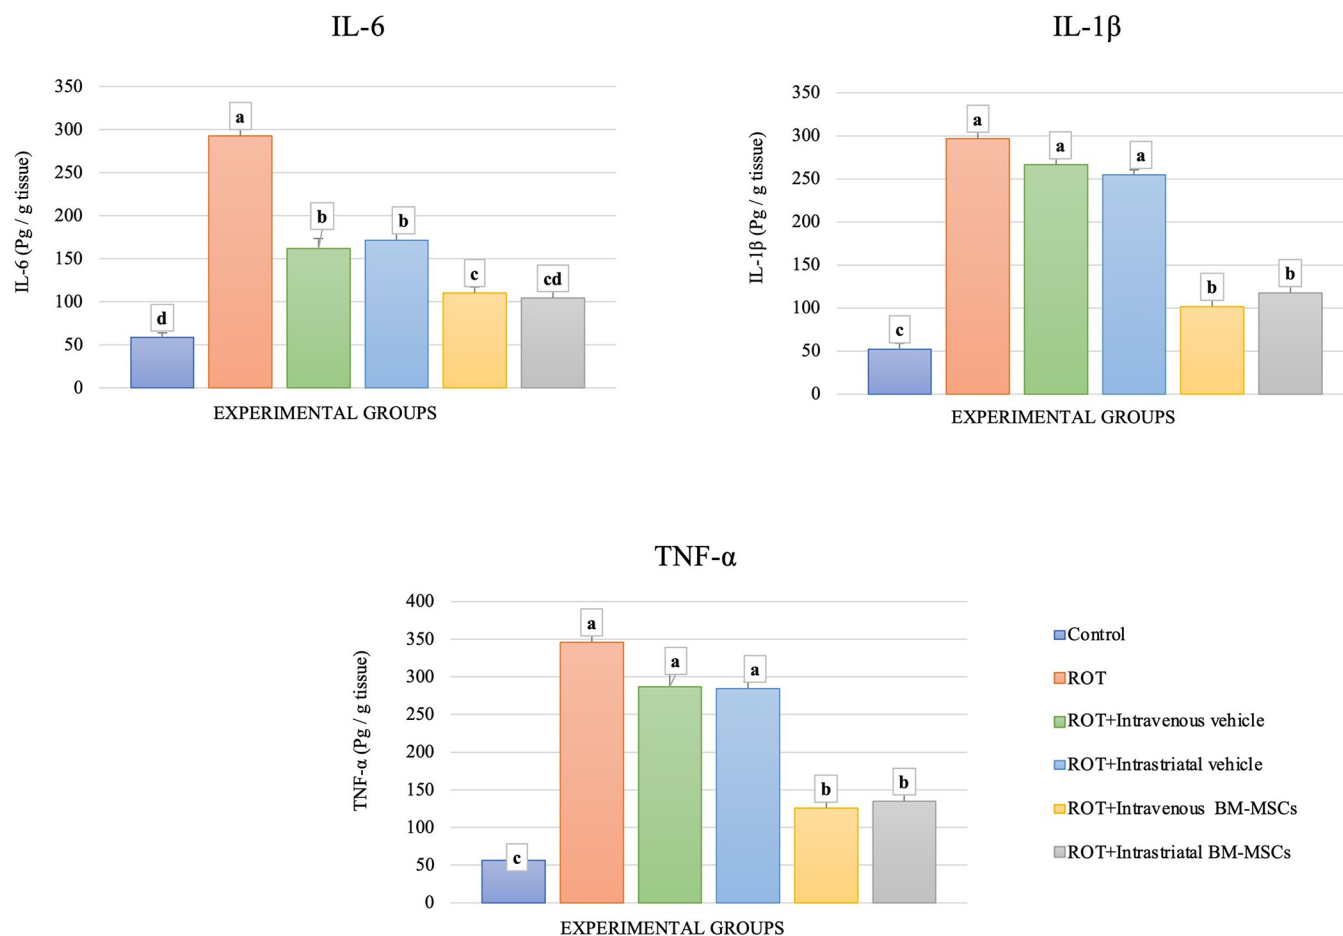 IL-6
350
300
250
200
150
100
50
0
IL-6 (Pg / g tissue)
a
b
b
c
cd
d
EXPERIMENTAL GROUPS
IL-1β
350
300
250
200
150
100
50
0
IL-1β (Pg / g tissue)
a
a
a
b
b
c
EXPERIMENTAL GROUPS
TNF-α
400
350
300
250
200
150
100
50
0
TNF-α (Pg / g tissue)
a
a
a
b
b
c
EXPERIMENTAL GROUPS
Control
ROT
ROT+Intravenous vehicle
ROT+Intrastriatal vehicle
ROT+Intravenous BM-MSCs
ROT+Intrastriatal BM-MSCs